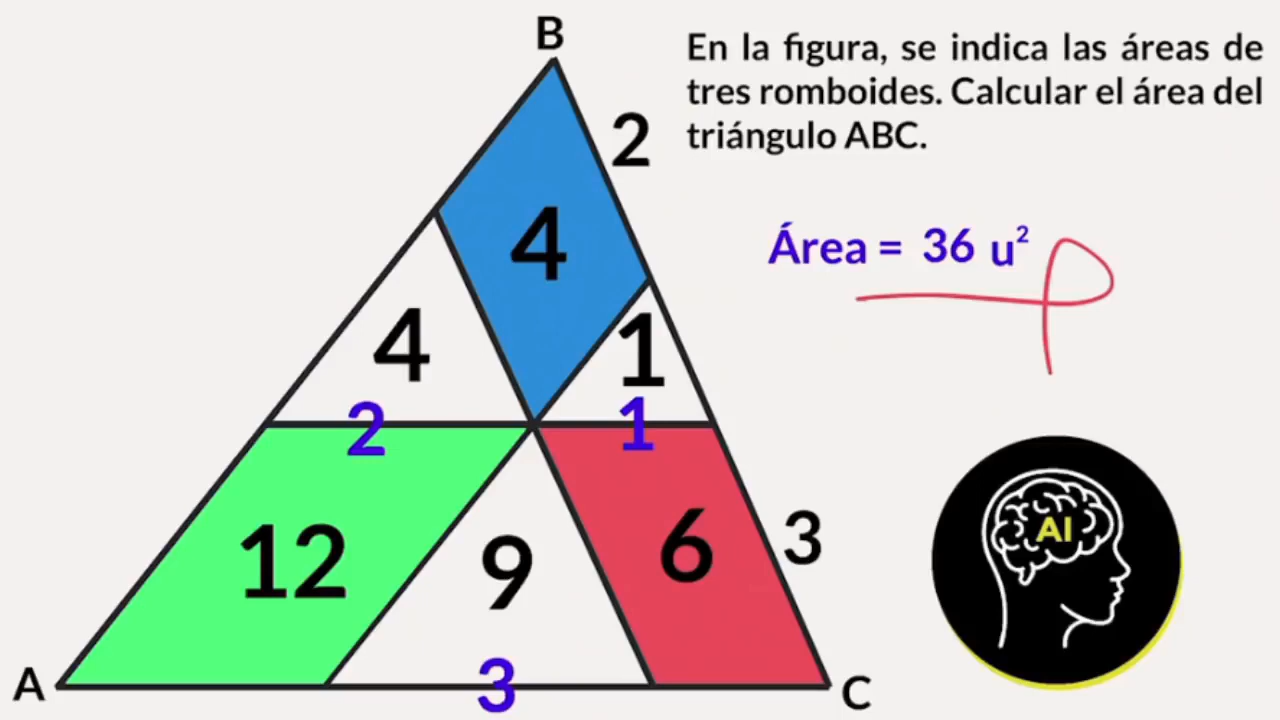 B
En la figura, se indica las áreas de
tres romboides. Calcular el área del
triángulo ABC.
2
4
Área = 36 u²
4
1
2
1
12
9
6
3
AI
A
3
C